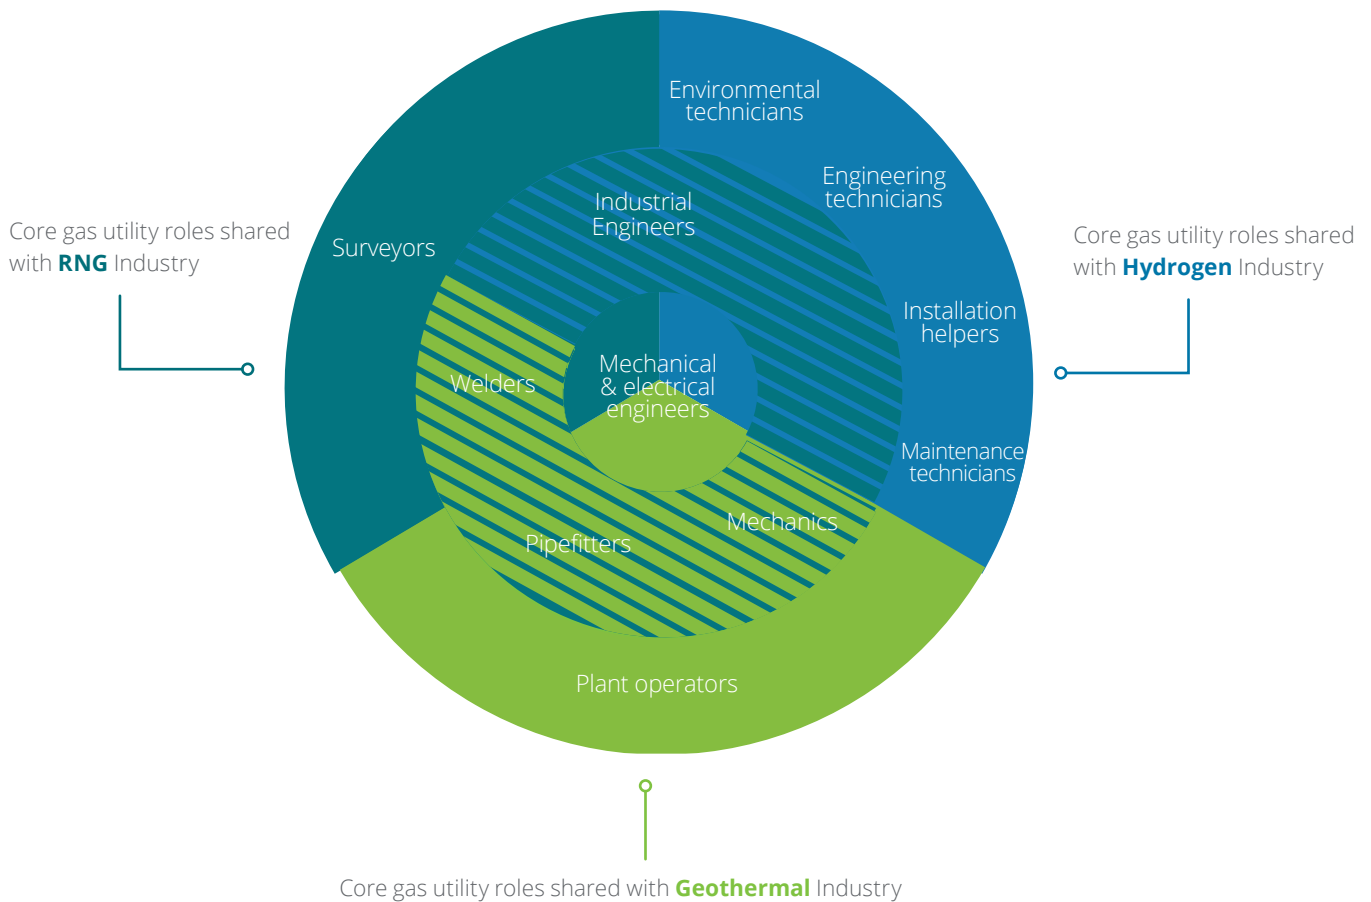 Environmental
technicians
Engineering
technicians
Industrial
Engineers
Core gas utility roles shared
with RNG Industry
Surveyors
Core gas utility roles shared
with Hydrogen Industry
Installation
helpers
Welders
Mechanical
& electrical
engineers
Maintenance
technicians
Mechanics
Pipefitters
Plant operators
Core gas utility roles shared with Geothermal Industry